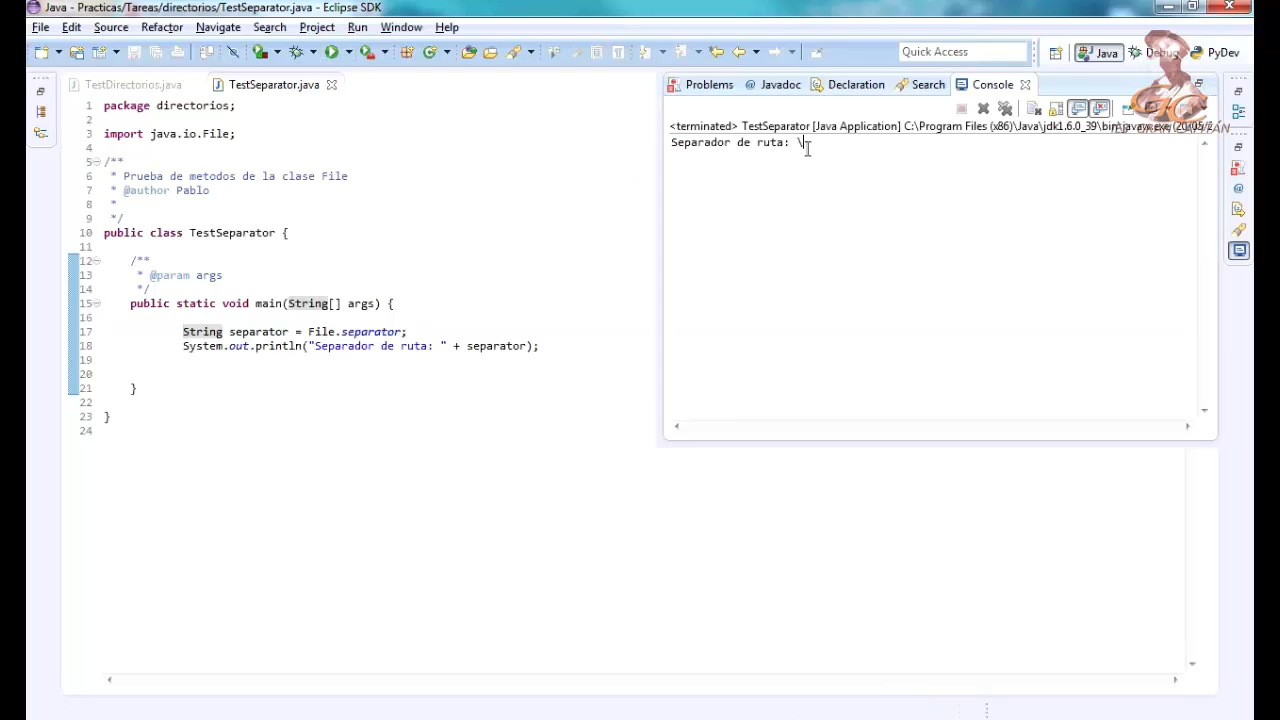 Java - Practicas/Tareas/directorios/TestSeparator.java - Eclipse SDK
File Edit Source Refactor Navigate Search Project Run Window Help
Quick Access
Java
Debug
PyDev
TestDirectorios.java
TestSeparator.java
Problems
@ Javadoc
Declaration
Search
Console
<terminated> TestSeparator [Java Application] C:\Program Files (x86)\Java\jdk1.6.0_39\bin\javaw.exe (20/05/2
Separador de ruta: \
1 package directorios;
2
3 import java.io.File;
4
5 /**
6 * Prueba de metodos de la clase File
7 * @author Pablo
8 *
9 */
10 public class TestSeparator {
11
12 /**
13 * @param args
14 */
15 public static void main(String[] args) {
16
17 String separator = File.separator;
18 System.out.println("Separador de ruta: " + separator);
19
20
21 }
22
23 }
24